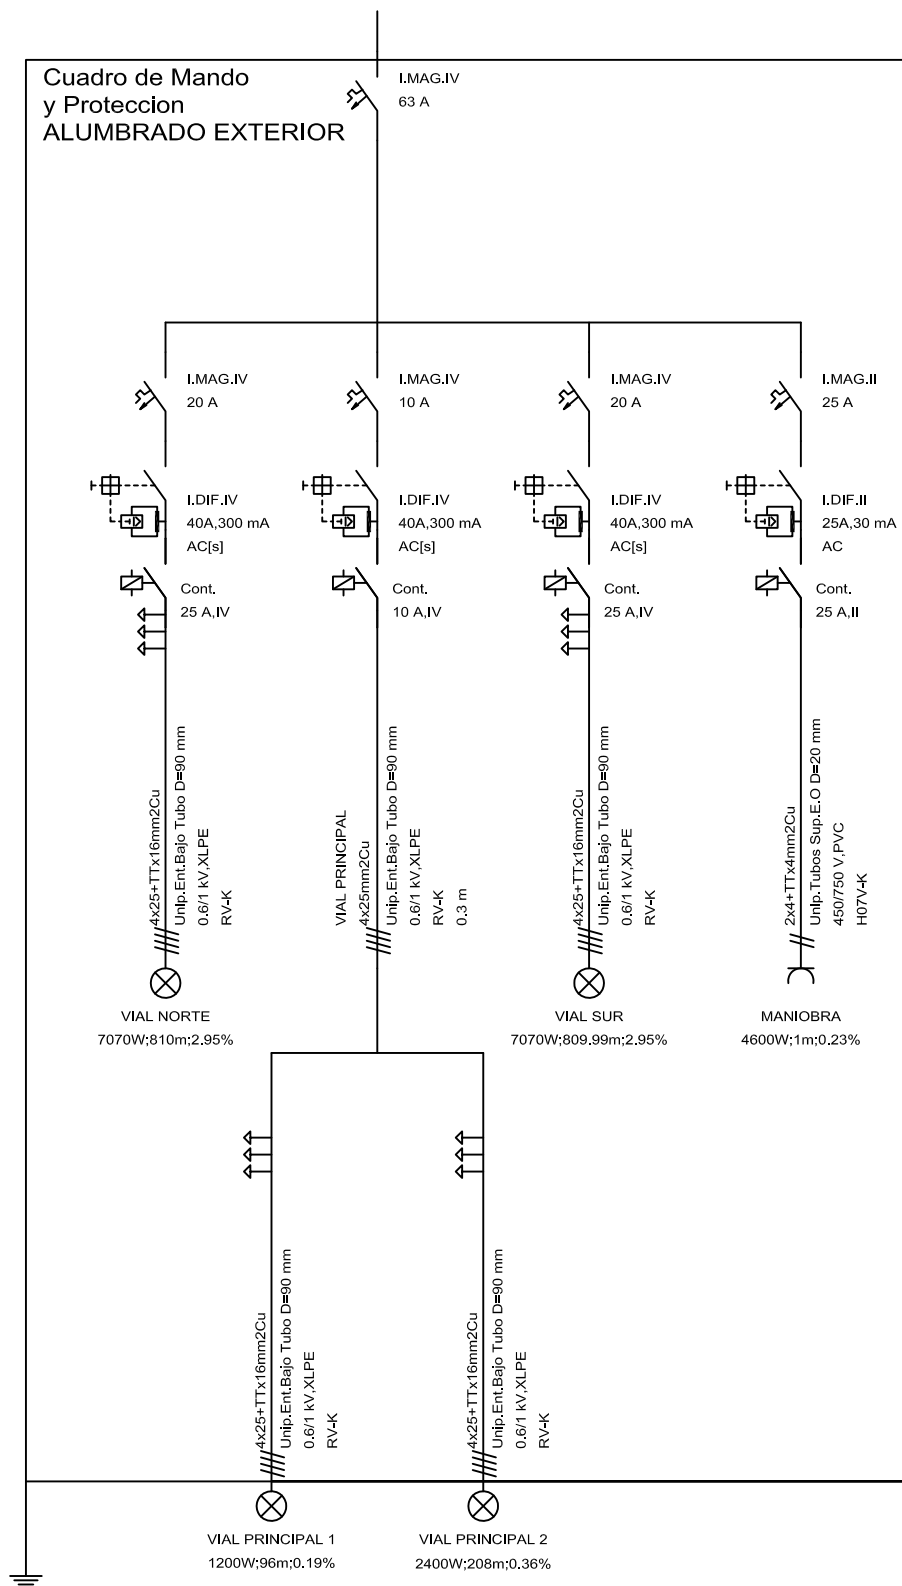 Cuadro de Mando
y Proteccion
ALUMBRADO EXTERIOR
I.MAG.IV
63 A
I.MAG.IV
20 A
I.MAG.IV
10 A
I.MAG.IV
20 A
I.MAG.II
25 A
I.DIF.IV
40A,300 mA
AC[s]
I.DIF.IV
40A,300 mA
AC[s]
I.DIF.IV
40A,300 mA
AC[s]
I.DIF.II
25A,30 mA
AC
Cont.
25 A,IV
Cont.
10 A,IV
Cont.
25 A,IV
Cont.
25 A,II
4x25+TTx16mm2Cu
Unip.Ent.Bajo Tubo D=90 mm
0.6/1 kV,XLPE
RV-K
VIAL PRINCIPAL
4x25mm2Cu
Unip.Ent.Bajo Tubo D=90 mm
0.6/1 kV,XLPE
RV-K
0.3 m
4x25+TTx16mm2Cu
Unip.Ent.Bajo Tubo D=90 mm
0.6/1 kV,XLPE
RV-K
2x4+TTx4mm2Cu
Unip.Tubos Sup.E.O D=20 mm
450/750 V,PVC
H07V-K
VIAL NORTE
7070W;810m;2.95%
VIAL SUR
7070W;809.99m;2.95%
MANIOBRA
4600W;1m;0.23%
4x25+TTx16mm2Cu
Unip.Ent.Bajo Tubo D=90 mm
0.6/1 kV,XLPE
RV-K
4x25+TTx16mm2Cu
Unip.Ent.Bajo Tubo D=90 mm
0.6/1 kV,XLPE
RV-K
VIAL PRINCIPAL 1
1200W;96m;0.19%
VIAL PRINCIPAL 2
2400W;208m;0.36%